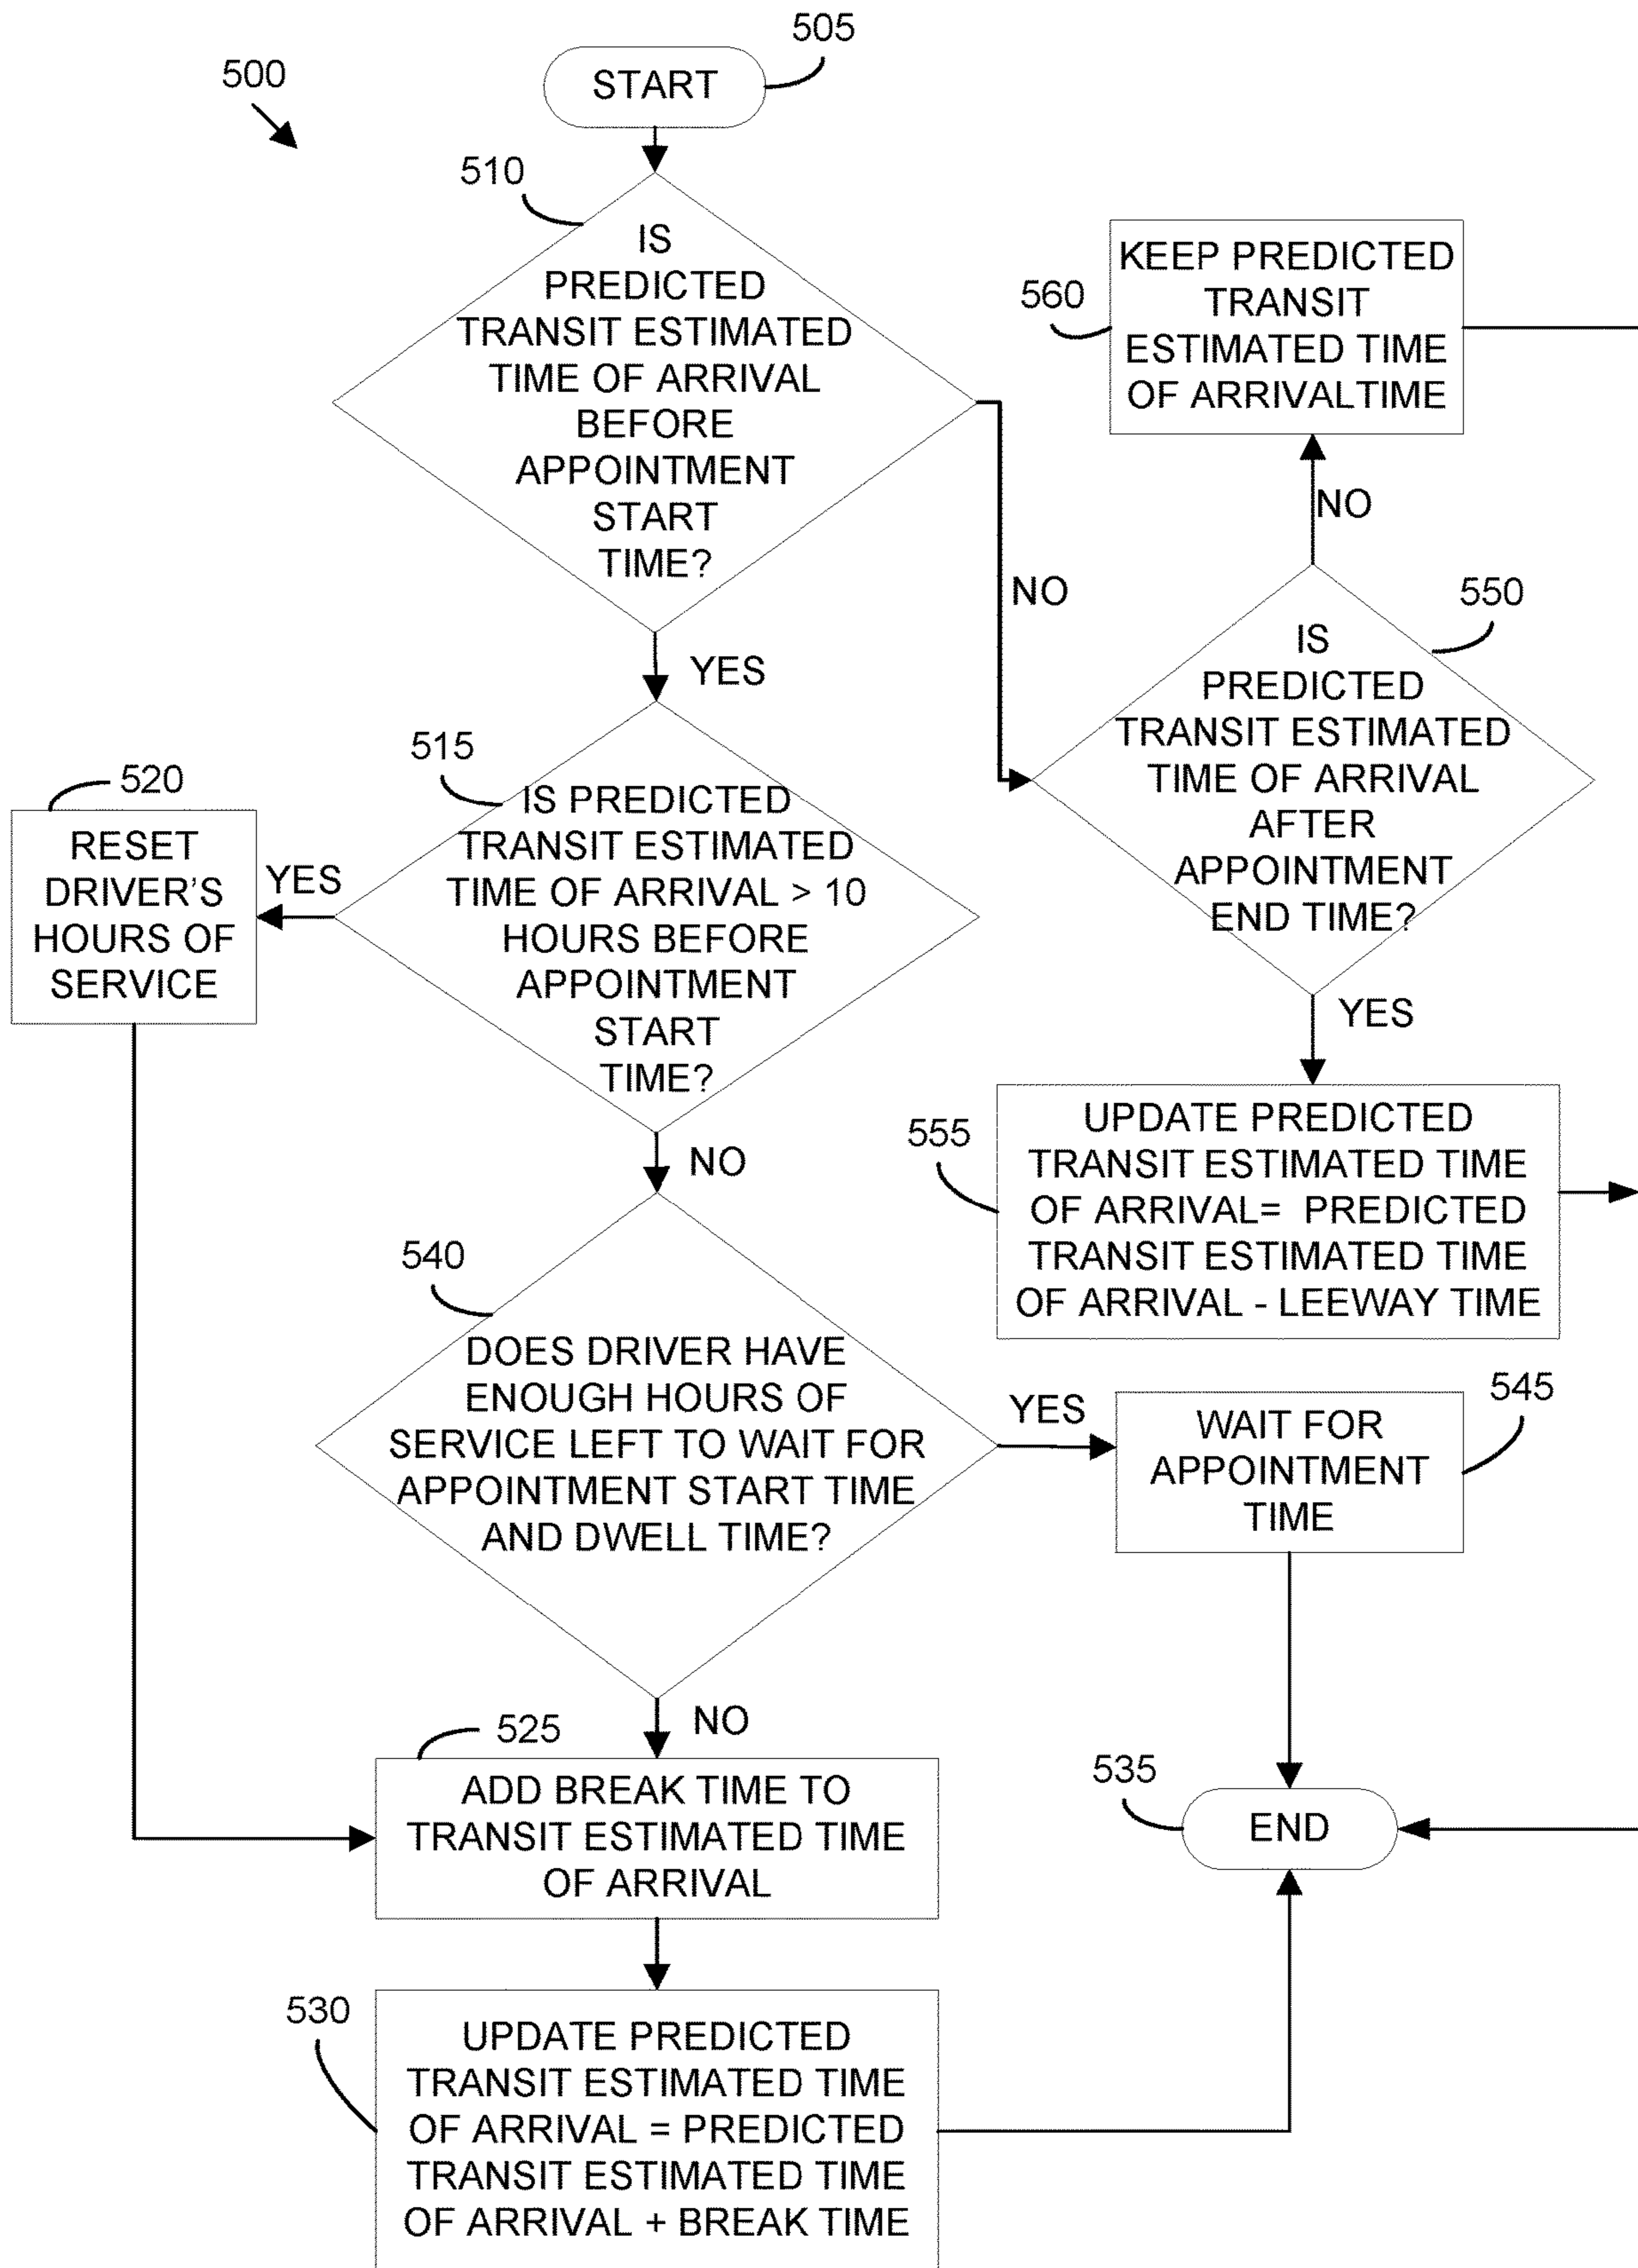 505
START
500
510
IS
PREDICTED
TRANSIT ESTIMATED
TIME OF ARRIVAL
BEFORE
APPOINTMENT
START
TIME?
NO
YES
560
KEEP PREDICTED
TRANSIT
ESTIMATED TIME
OF ARRIVALTIME
NO
550
IS
PREDICTED
TRANSIT ESTIMATED
TIME OF ARRIVAL
AFTER
APPOINTMENT
END TIME?
YES
515
IS PREDICTED
TRANSIT ESTIMATED
TIME OF ARRIVAL > 10
HOURS BEFORE
APPOINTMENT
START
TIME?
YES
NO
520
RESET
DRIVER'S
HOURS OF
SERVICE
555
UPDATE PREDICTED
TRANSIT ESTIMATED TIME
OF ARRIVAL= PREDICTED
TRANSIT ESTIMATED TIME
OF ARRIVAL - LEEWAY TIME
540
DOES DRIVER HAVE
ENOUGH HOURS OF
SERVICE LEFT TO WAIT FOR
APPOINTMENT START TIME
AND DWELL TIME?
YES
NO
545
WAIT FOR
APPOINTMENT
TIME
525
ADD BREAK TIME TO
TRANSIT ESTIMATED TIME
OF ARRIVAL
535
END
530
UPDATE PREDICTED
TRANSIT ESTIMATED TIME
OF ARRIVAL = PREDICTED
TRANSIT ESTIMATED TIME
OF ARRIVAL + BREAK TIME